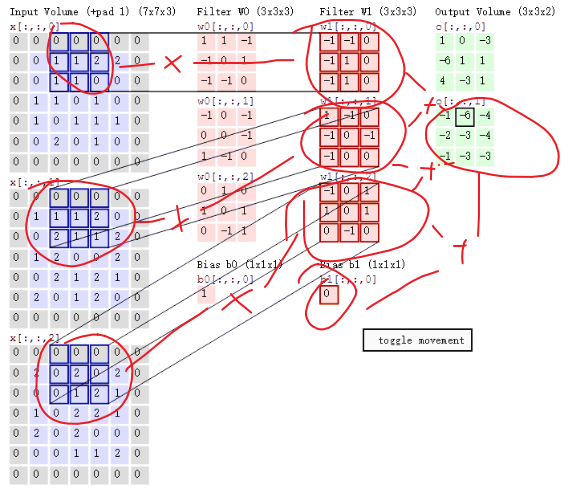 Input Volume (+pad 1) (7x7x3)
x[:,:,0]
0 0 0 0 0 0 0
0 0 1 1 2 2 0
0 0 1 1 0 0 0
0 1 1 0 1 0 0
0 1 0 1 1 1 0
0 0 2 0 1 0 0
0 0 0 0 0 0 0
x[:,:,1]
0 0 0 0 0 0 0
0 1 1 1 2 0 0
0 0 2 1 1 2 0
0 1 2 0 0 2 0
0 2 0 1 2 0 0
0 0 0 0 0 0 0
x[:,:,2]
0 0 0 0 0 0 0
0 2 0 2 0 2 0
0 0 0 1 2 1 0
0 1 0 2 2 1 0
0 2 0 2 0 0 0
0 0 2 1 1 2 0
0 0 0 0 0 0 0
Filter W0 (3x3x3)
w0[:,:,0]
1 1 -1
-1 0 1
-1 -1 0
w0[:,:,1]
-1 0 -1
0 0 -1
1 -1 0
w0[:,:,2]
0 1 0
1 0 1
0 -1 1
Bias b0 (1x1x1)
b0[:,:,0]
1
Filter W1 (3x3x3)
w1[:,:,0]
-1 -1 0
-1 1 0
-1 1 0
w1[:,:,1]
1 -1 0
-1 0 -1
-1 0 0
w1[:,:,2]
-1 0 1
1 0 1
0 -1 0
Bias b1 (1x1x1)
b1[:,:,0]
0
Output Volume (3x3x2)
o[:,:,0]
1 0 -3
-6 1 1
4 -3 1
o[:,:,1]
-1 -6 -4
-2 -3 -4
-1 -3 -3
toggle movement
×
×
×
+
+
+